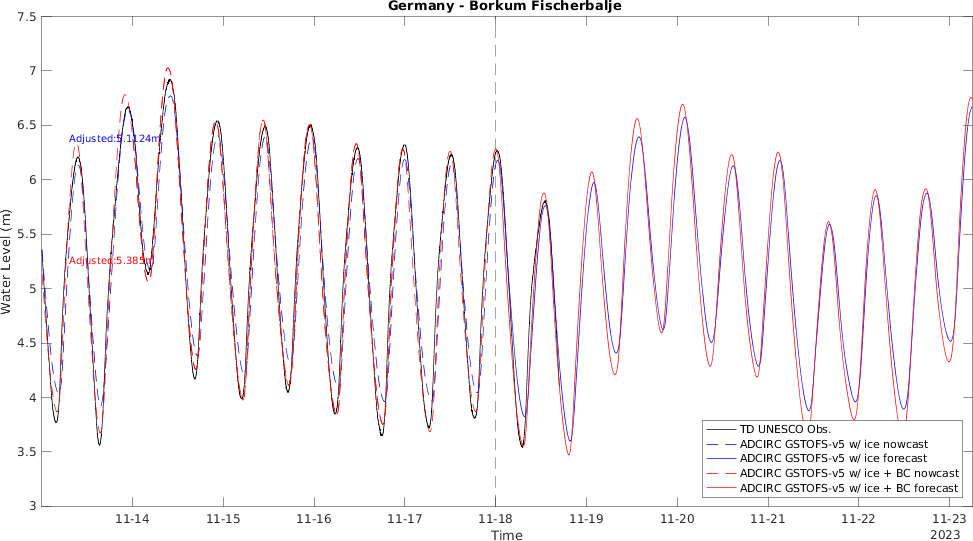 Germany - Borkum Fischerbalje
7.5
7
6.5
6
5.5
5
4.5
4
3.5
3
Water Level (m)
Adjusted:5.1124m
Adjusted:5.385m
TD UNESCO Obs.
ADCIRC GSTOFS-v5 w/ ice nowcast
ADCIRC GSTOFS-v5 w/ ice forecast
ADCIRC GSTOFS-v5 w/ ice + BC nowcast
ADCIRC GSTOFS-v5 w/ ice + BC forecast
11-14 11-15 11-16 11-17 11-18 11-19 11-20 11-21 11-22 11-23
2023
Time